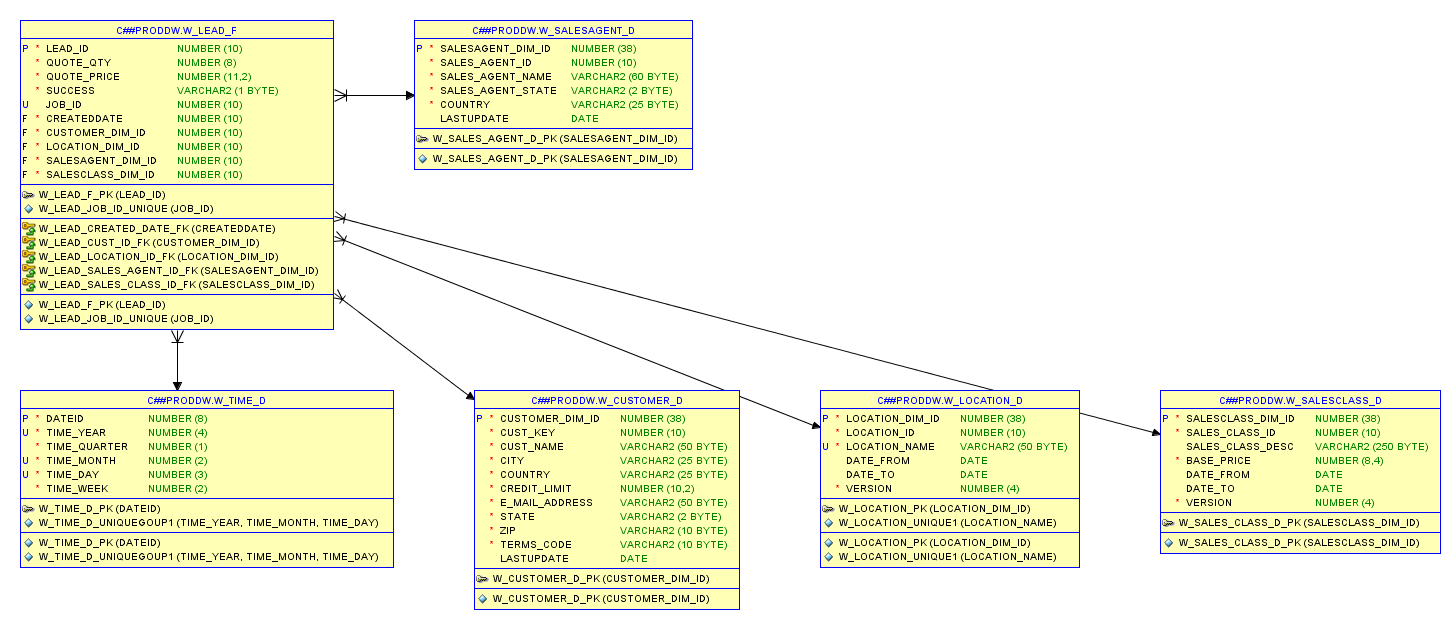 C##PRODDW.W_LEAD_F
P * LEAD_ID NUMBER (10)
* QUOTE_QTY NUMBER (8)
* QUOTE_PRICE NUMBER (11,2)
* SUCCESS VARCHAR2 (1 BYTE)
U JOB_ID NUMBER (10)
F * CREATEDDATE NUMBER (10)
F * CUSTOMER_DIM_ID NUMBER (10)
F * LOCATION_DIM_ID NUMBER (10)
F * SALESAGENT_DIM_ID NUMBER (10)
F * SALESCLASS_DIM_ID NUMBER (10)
W_LEAD_F_PK (LEAD_ID)
W_LEAD_JOB_ID_UNIQUE (JOB_ID)
W_LEAD_CREATED_DATE_FK (CREATEDDATE)
W_LEAD_CUST_ID_FK (CUSTOMER_DIM_ID)
W_LEAD_LOCATION_ID_FK (LOCATION_DIM_ID)
W_LEAD_SALES_AGENT_ID_FK (SALESAGENT_DIM_ID)
W_LEAD_SALES_CLASS_ID_FK (SALESCLASS_DIM_ID)
W_LEAD_F_PK (LEAD_ID)
W_LEAD_JOB_ID_UNIQUE (JOB_ID)
C##PRODDW.W_SALESAGENT_D
P * SALESAGENT_DIM_ID NUMBER (38)
* SALES_AGENT_ID NUMBER (10)
* SALES_AGENT_NAME VARCHAR2 (60 BYTE)
* SALES_AGENT_STATE VARCHAR2 (2 BYTE)
* COUNTRY VARCHAR2 (25 BYTE)
LASTUPDATE DATE
W_SALES_AGENT_D_PK (SALESAGENT_DIM_ID)
W_SALES_AGENT_D_PK (SALESAGENT_DIM_ID)
C##PRODDW.W_TIME_D
P * DATEID NUMBER (8)
U * TIME_YEAR NUMBER (4)
* TIME_QUARTER NUMBER (1)
U * TIME_MONTH NUMBER (2)
U * TIME_DAY NUMBER (3)
* TIME_WEEK NUMBER (2)
W_TIME_D_PK (DATEID)
W_TIME_D_UNIQUEGOUP1 (TIME_YEAR, TIME_MONTH, TIME_DAY)
W_TIME_D_PK (DATEID)
W_TIME_D_UNIQUEGOUP1 (TIME_YEAR, TIME_MONTH, TIME_DAY)
C##PRODDW.W_CUSTOMER_D
P * CUSTOMER_DIM_ID NUMBER (38)
* CUST_KEY NUMBER (10)
* CUST_NAME VARCHAR2 (50 BYTE)
* CITY VARCHAR2 (25 BYTE)
* COUNTRY VARCHAR2 (25 BYTE)
* CREDIT_LIMIT NUMBER (10,2)
* E_MAIL_ADDRESS VARCHAR2 (50 BYTE)
* STATE VARCHAR2 (2 BYTE)
* ZIP VARCHAR2 (10 BYTE)
* TERMS_CODE VARCHAR2 (10 BYTE)
LASTUPDATE DATE
W_CUSTOMER_D_PK (CUSTOMER_DIM_ID)
W_CUSTOMER_D_PK (CUSTOMER_DIM_ID)
C##PRODDW.W_LOCATION_D
P * LOCATION_DIM_ID NUMBER (38)
* LOCATION_ID NUMBER (10)
U * LOCATION_NAME VARCHAR2 (50 BYTE)
DATE_FROM DATE
DATE_TO DATE
* VERSION NUMBER (4)
W_LOCATION_PK (LOCATION_DIM_ID)
W_LOCATION_UNIQUE1 (LOCATION_NAME)
W_LOCATION_PK (LOCATION_DIM_ID)
W_LOCATION_UNIQUE1 (LOCATION_NAME)
C##PRODDW.W_SALESCLASS_D
P * SALESCLASS_DIM_ID NUMBER (38)
* SALES_CLASS_ID NUMBER (10)
SALES_CLASS_DESC VARCHAR2 (250 BYTE)
* BASE_PRICE NUMBER (8,4)
DATE_FROM DATE
DATE_TO DATE
* VERSION NUMBER (4)
W_SALES_CLASS_D_PK (SALESCLASS_DIM_ID)
W_SALES_CLASS_D_PK (SALESCLASS_DIM_ID)